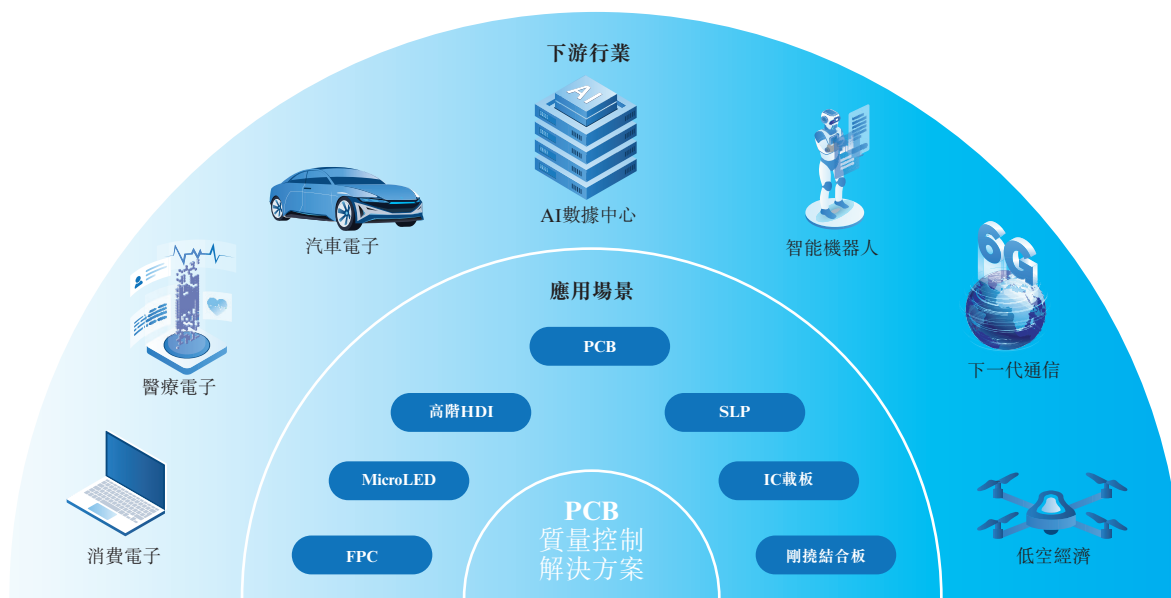 下游行業
AI
AI數據中心
汽車電子
智能機器人
6G
醫療電子
下一代通信
消費電子
低空經濟
應用場景
PCB
高階HDI
SLP
MicroLED
IC載板
FPC
剛撓結合板
PCB
質量控制
解決方案